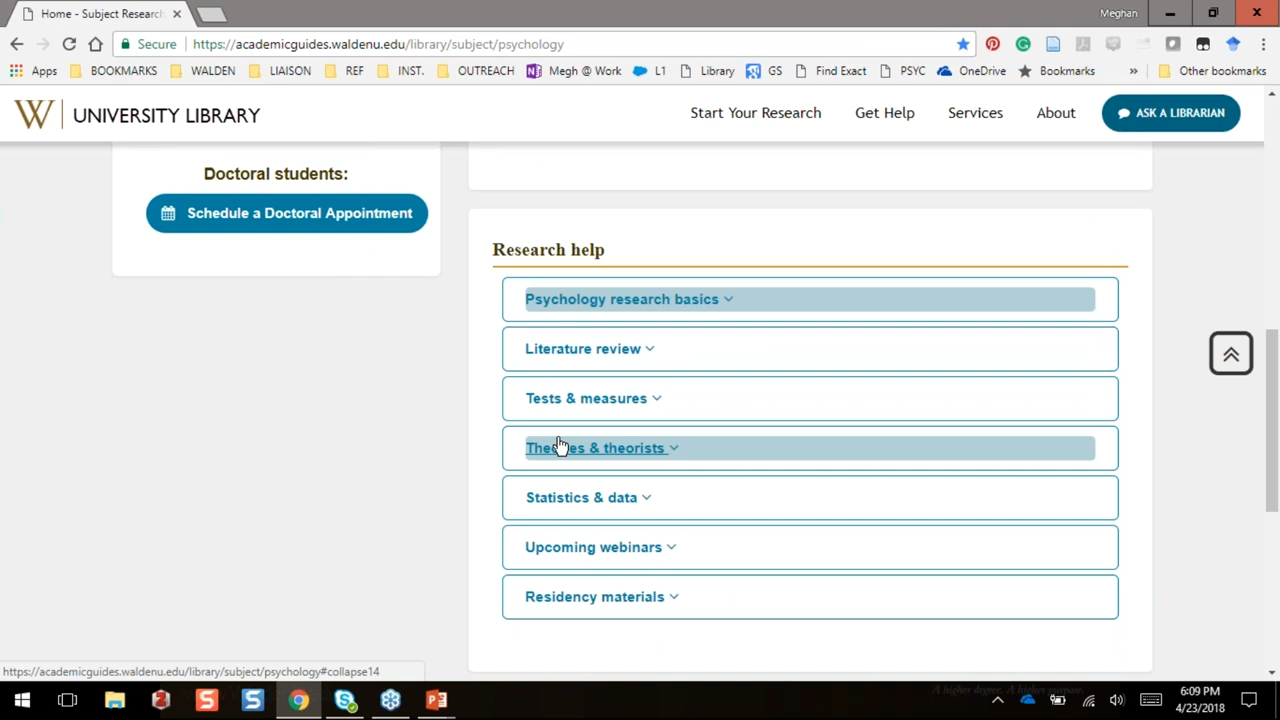 Home - Subject Research
Meghan
Secure https://academicguides.waldenu.edu/library/subject/psychology
Apps BOOKMARKS WALDEN LIAISON REF INST. OUTREACH Megh @ Work L1 Library GS Find Exact PSYC OneDrive Bookmarks » Other bookmarks
W UNIVERSITY LIBRARY Start Your Research Get Help Services About ASK A LIBRARIAN
Doctoral students:
Schedule a Doctoral Appointment
Research help
Psychology research basics
Literature review
Tests & measures
& theorists
Statistics & data
Upcoming webinars
Residency materials
https://academicguides.waldenu.edu/library/subject/psychology#collapse14
A higher degree. A higher purpose.
6:09 PM
4/23/2018